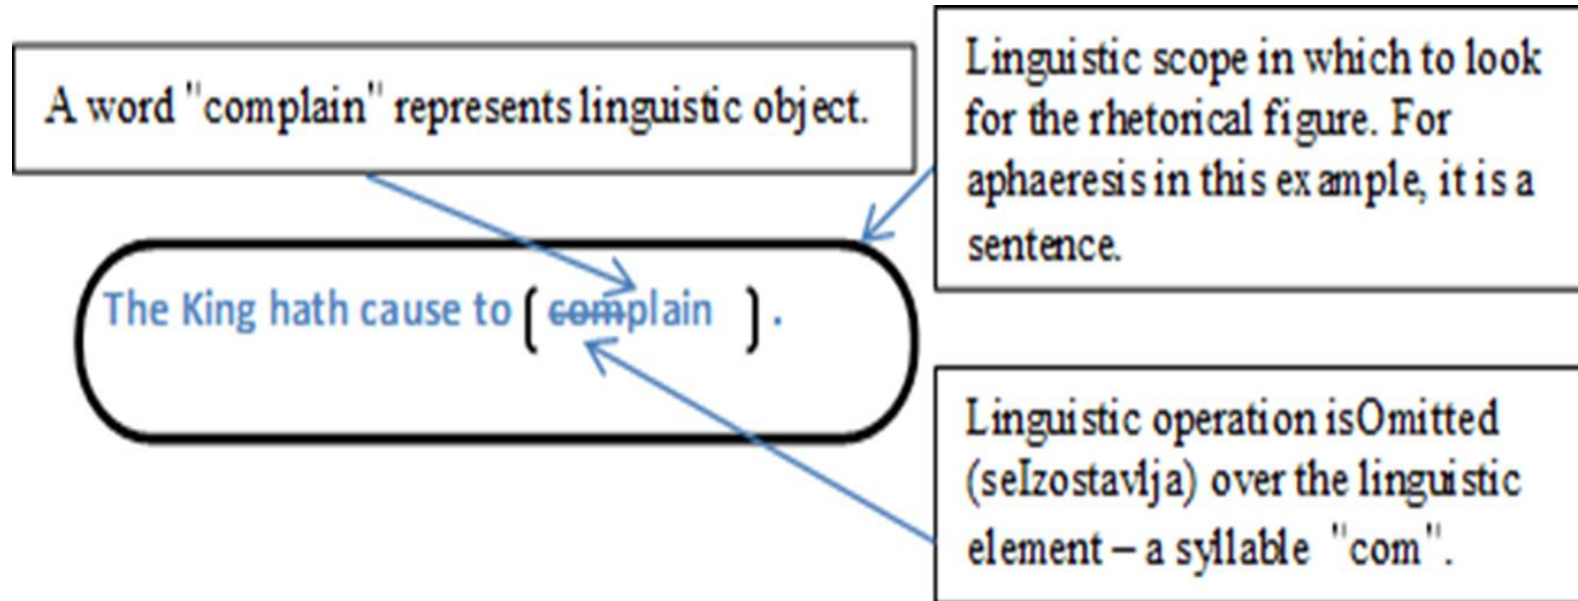 A word "complain" represents linguistic object.
Linguistic scope in which to look
for the rhetorical figure. For
aphaeresis in this example, it is a
sentence.
The King hath cause to [ complain ] .
Linguistic operation isOmitted
(seIzostavlja) over the linguistic
element – a syllable "com".